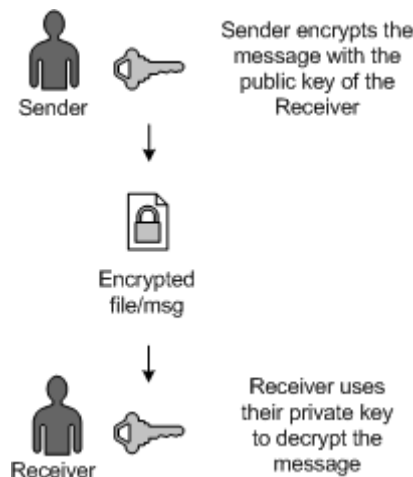 Sender encrypts the
message with the
public key of the
Receiver
Sender
Encrypted
file/msg
Receiver uses
their private key
to decrypt the
message
Receiver